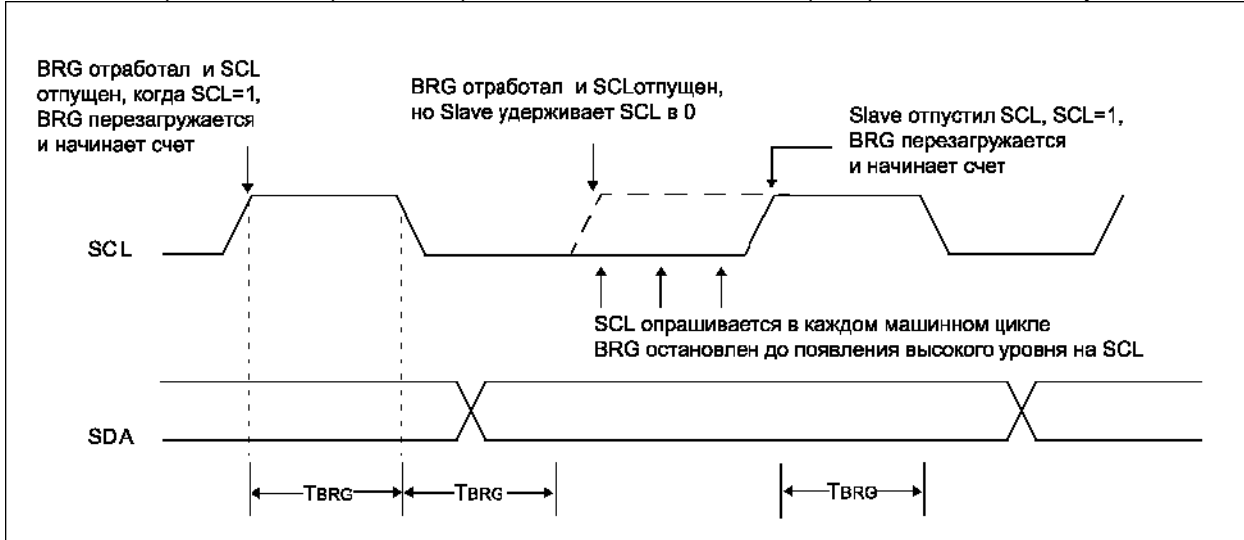 BRG отработал и SCL
отпущен, когда SCL=1,
BRG перезагружается
и начинает счет
BRG отработал и SCLотпущен,
но Slave удерживает SCL в 0
Slave отпустил SCL, SCL=1,
BRG перезагружается
и начинает счет
SCL
SCL опрашивается в каждом машинном цикле
BRG остановлен до появления высокого уровня на SCL
SDA
TBRG
TBRG
TBRG